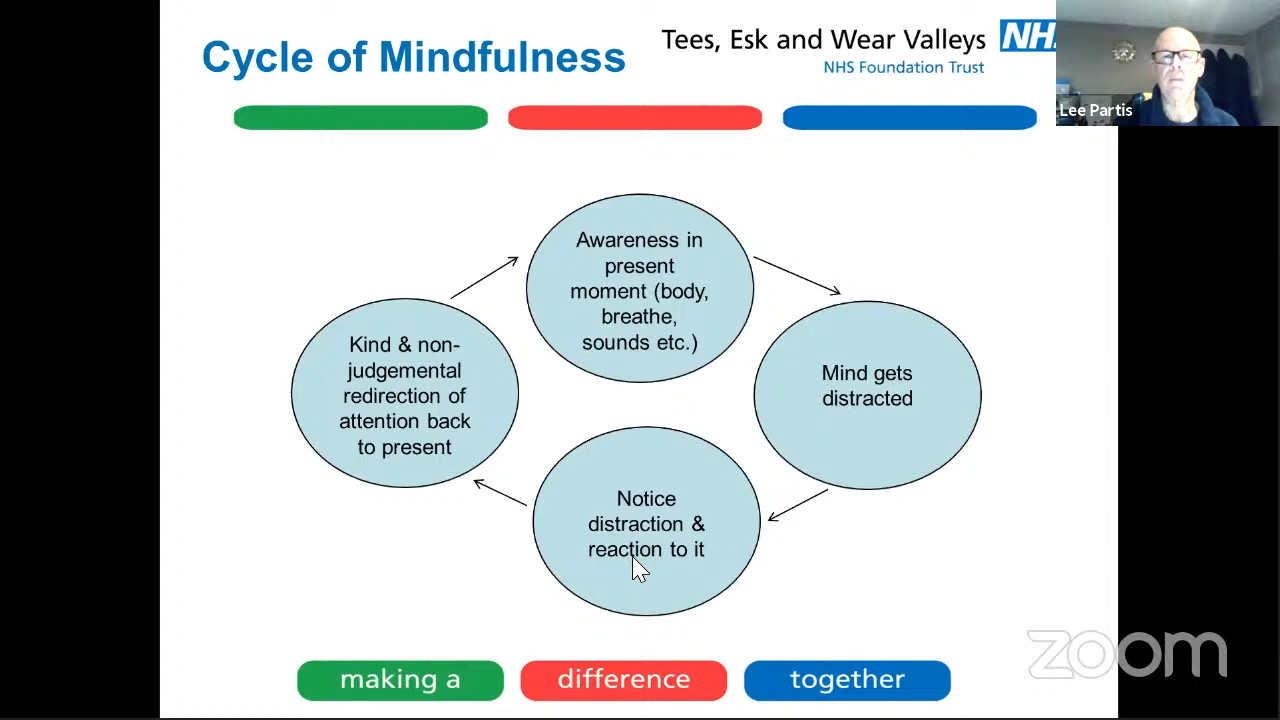 Cycle of Mindfulness
Tees, Esk and Wear Valleys
NHS
NHS Foundation Trust
Lee Partis
Awareness in
present
moment (body,
breathe,
sounds etc.)
Mind gets
distracted
Kind & non-
judgemental
redirection of
attention back
to present
Notice
distraction &
reaction to it
making a
difference
together
zoom